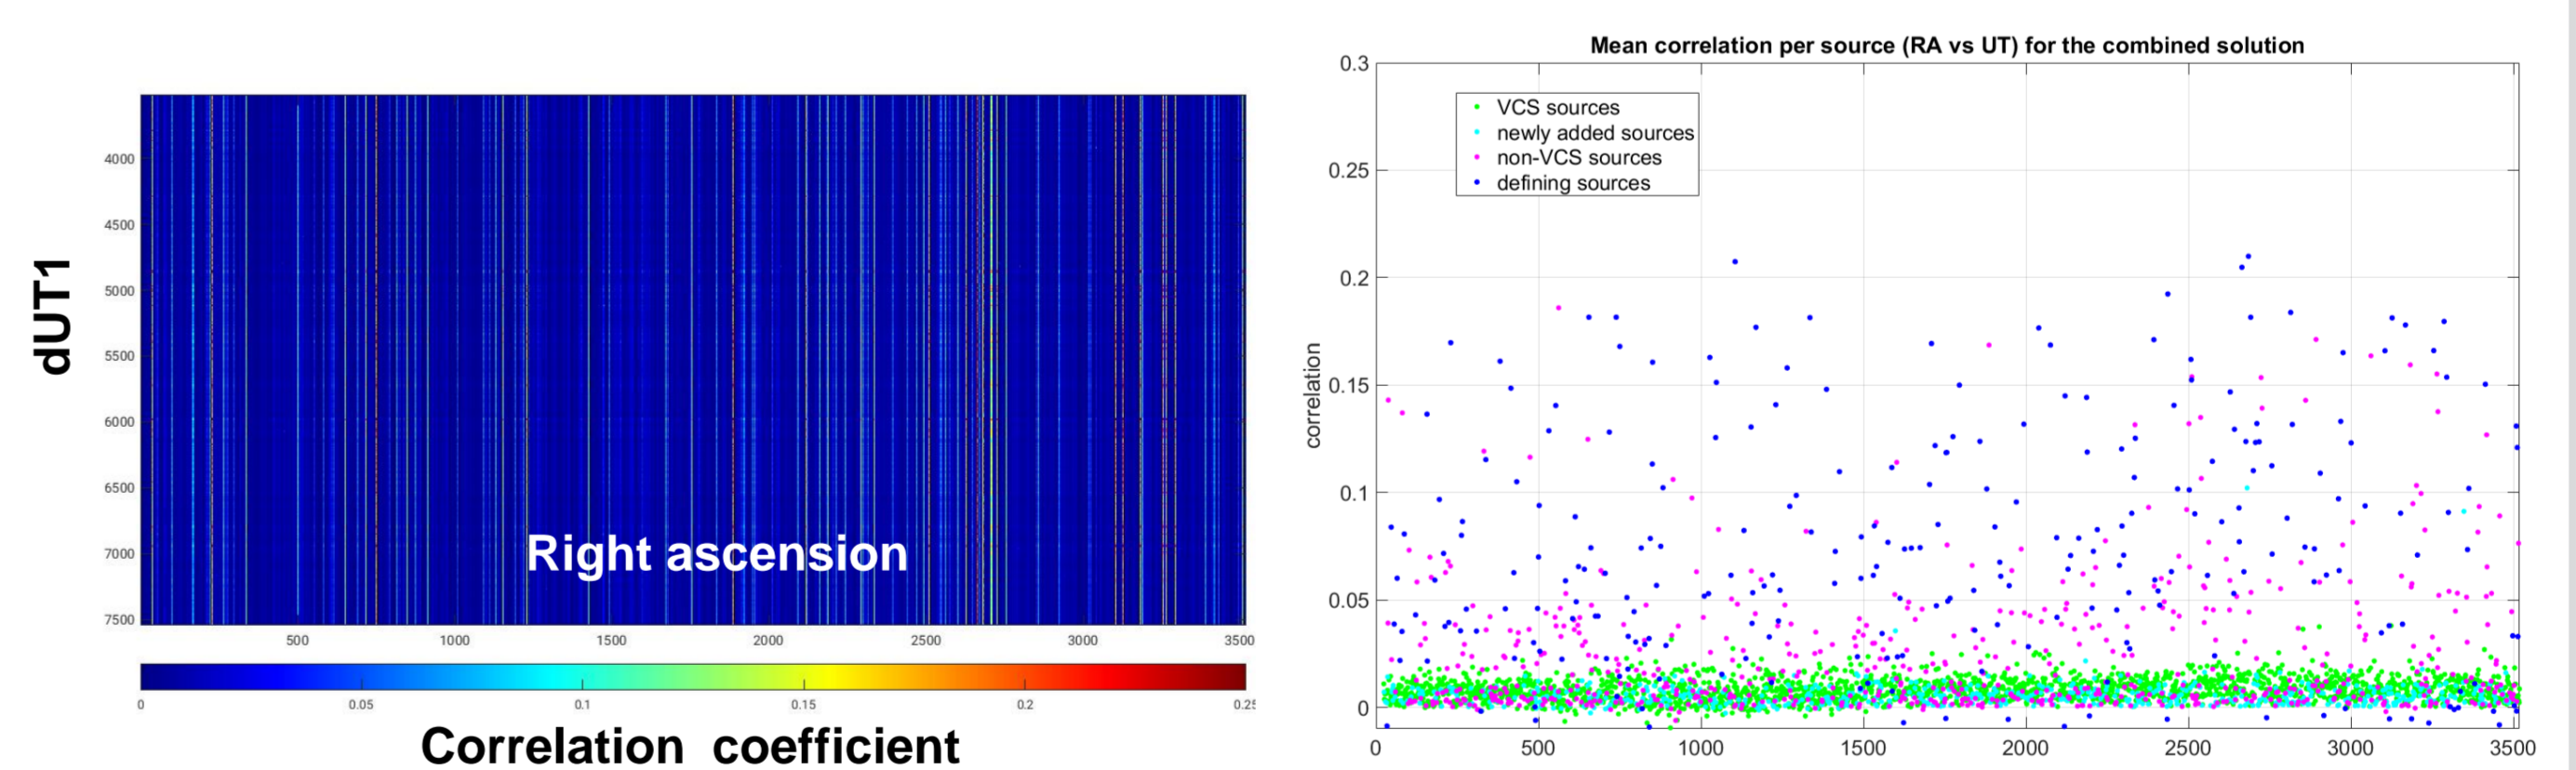 dUT1
4000
4500
5000
5500
6000
6500
7000
7500
Right ascension
500 1000 1500 2000 2500 3000 3500
0 0.05 0.1 0.15 0.2
Correlation coefficient
Mean correlation per source (RA vs UT) for the combined solution
correlation
0.3
0.25
0.2
0.15
0.1
0.05
0
VCS sources
newly added sources
non-VCS sources
defining sources
0 500 1000 1500 2000 2500 3000 3500